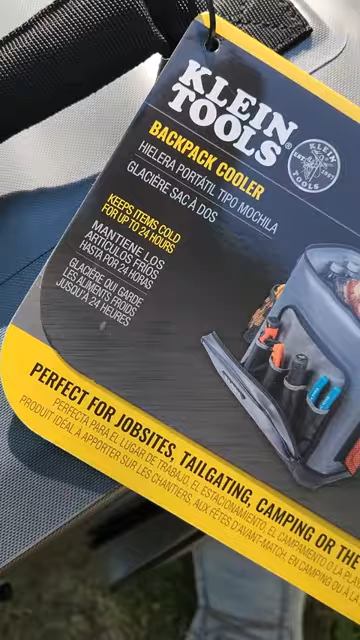 KLEIN
TOOLS®
KLEIN
EST. 1857
TOOLS
BACKPACK COOLER
HIELERA PORTÁTIL TIPO MOCHILA
GLACIÈRE SAC À DOS
KEEPS ITEMS COLD
FOR UP TO 24 HOURS
MANTIENE LOS
ARTÍCULOS FRÍOS
HASTA POR 24 HORAS
GLACIÈRE QUI GARDE
LES ALIMENTS FROIDS
JUSQU'À 24 HEURES
PERFECT FOR JOBSITES, TAILGATING, CAMPING OR THE
PERFECTA PARA EL LUGAR DE TRABAJO, EL ESTACIONAMIENTO, EL CAMPAMENTO O LA
PRODUIT IDÉAL À APPORTER SUR LES CHANTIERS, AUX FÊTES D'AVANT-MATCH, EN CAMPING OU À LA